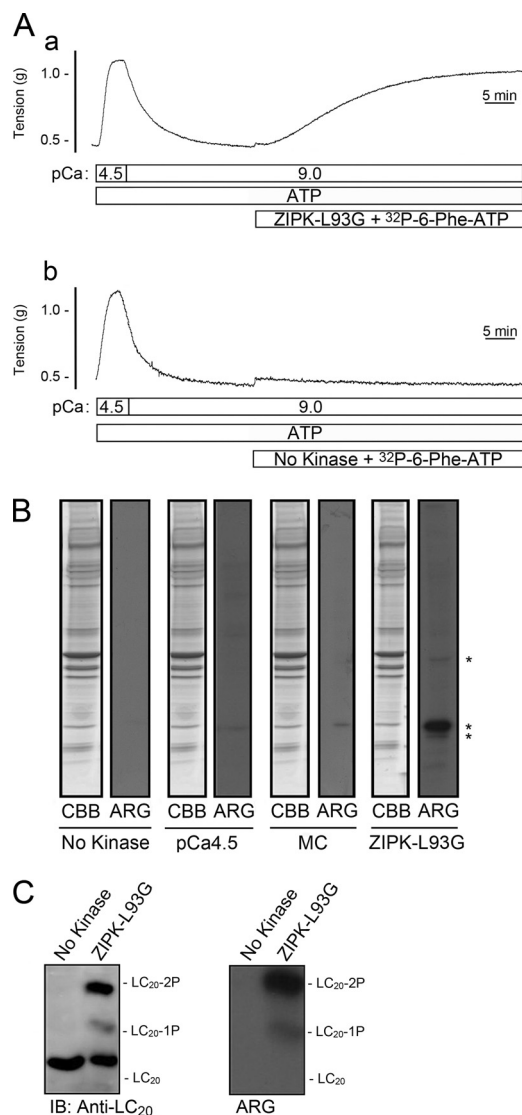 A
a
Tension (g)
1.0 -
0.5 -
5 min
pCa: 4.5 9.0
ATP
ZIPK-L93G + ³²P-6-Phe-ATP
b
Tension (g)
1.0 -
0.5 -
5 min
pCa: 4.5 9.0
ATP
No Kinase + ³²P-6-Phe-ATP
B
*
*
*
CBB ARG CBB ARG CBB ARG CBB ARG
No Kinase pCa4.5 MC ZIPK-L93G
C
No Kinase
ZIPK-L93G
- LC₂₀-2P
- LC₂₀-1P
- LC₂₀
IB: Anti-LC₂₀
No Kinase
ZIPK-L93G
- LC₂₀-2P
- LC₂₀-1P
- LC₂₀
ARG